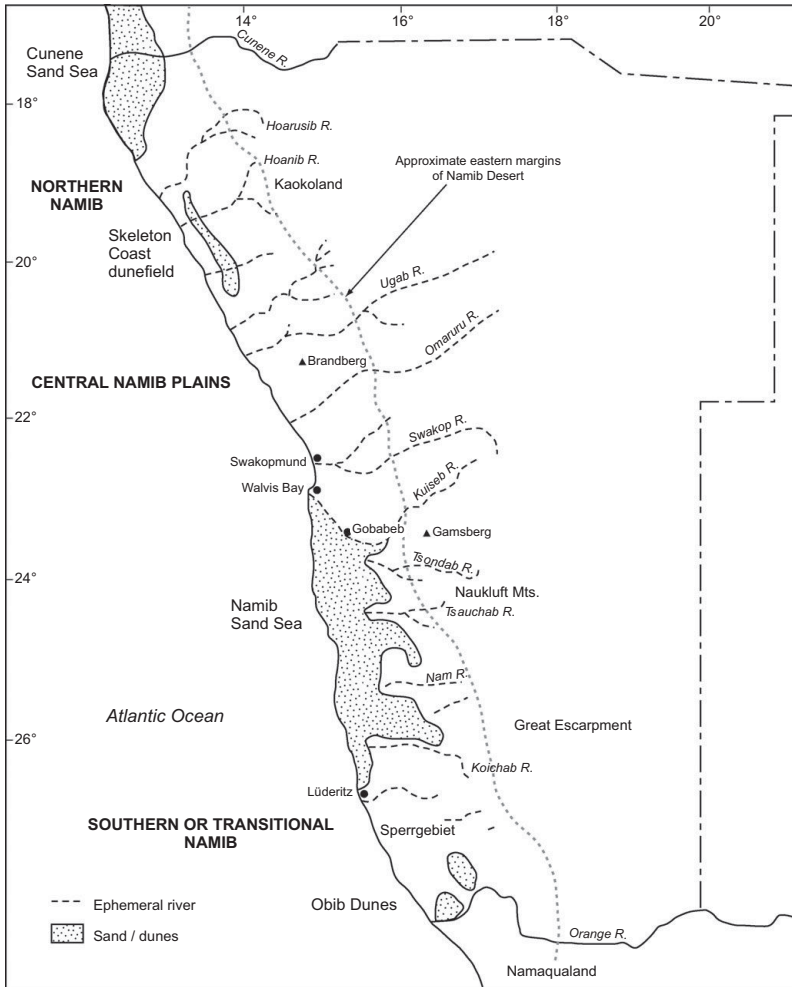 14°
16°
18°
20°
Cunene R.
Cunene
Sand Sea
18°
Hoarusib R.
Hoanib R.
Kaokoland
Approximate eastern margins
of Namib Desert
NORTHERN
NAMIB
Skeleton
Coast
dunefield
20°
Ugab R.
Omaruru R.
Brandberg
CENTRAL NAMIB PLAINS
22°
Swakop R.
Swakopmund
Kuiseb R.
Walvis Bay
Gobabeb
Gamsberg
Tsondab R.
24°
Naukluft Mts.
Namib
Sand Sea
Tsauchab R.
Nam R.
Atlantic Ocean
Great Escarpment
26°
Koichab R.
Lüderitz
SOUTHERN OR TRANSITIONAL
NAMIB
Sperrgebiet
Ephemeral river
Obib Dunes
Sand / dunes
Orange R.
Namaqualand